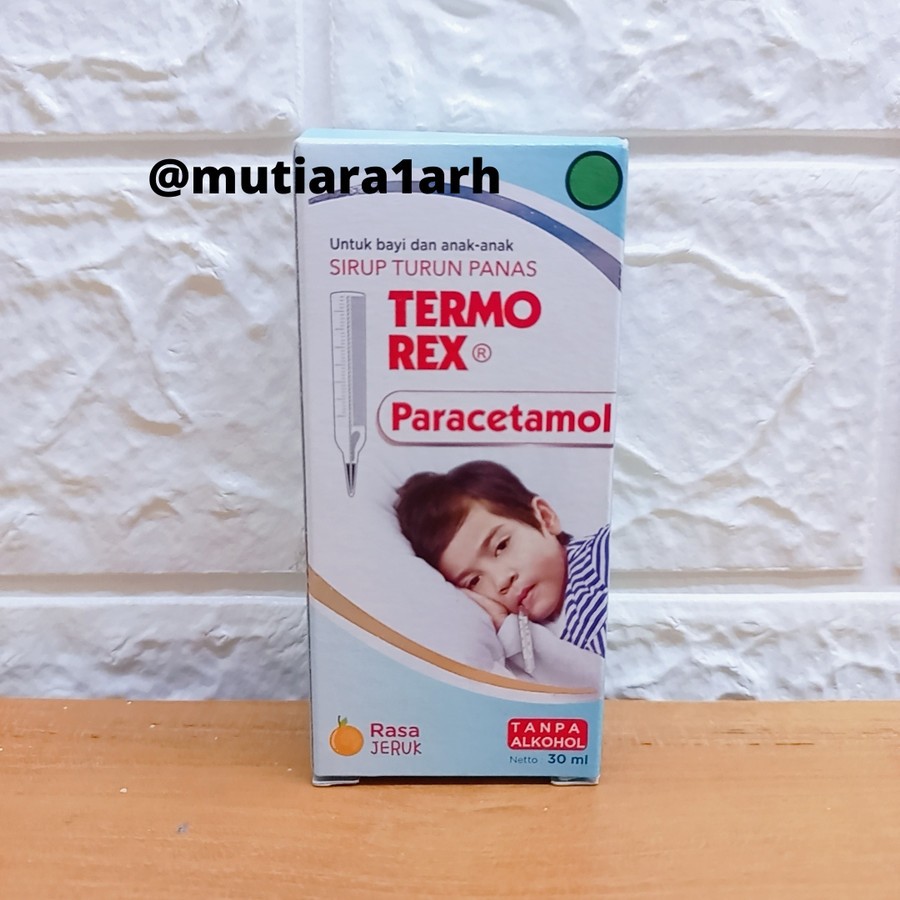 @mutiara1arh
Untuk bayi dan anak-anak
SIRUP TURUN PANAS
TERMO
REX®
Paracetamol
Rasa
JERUK
TANPA
ALKOHOL
Netto 30 ml